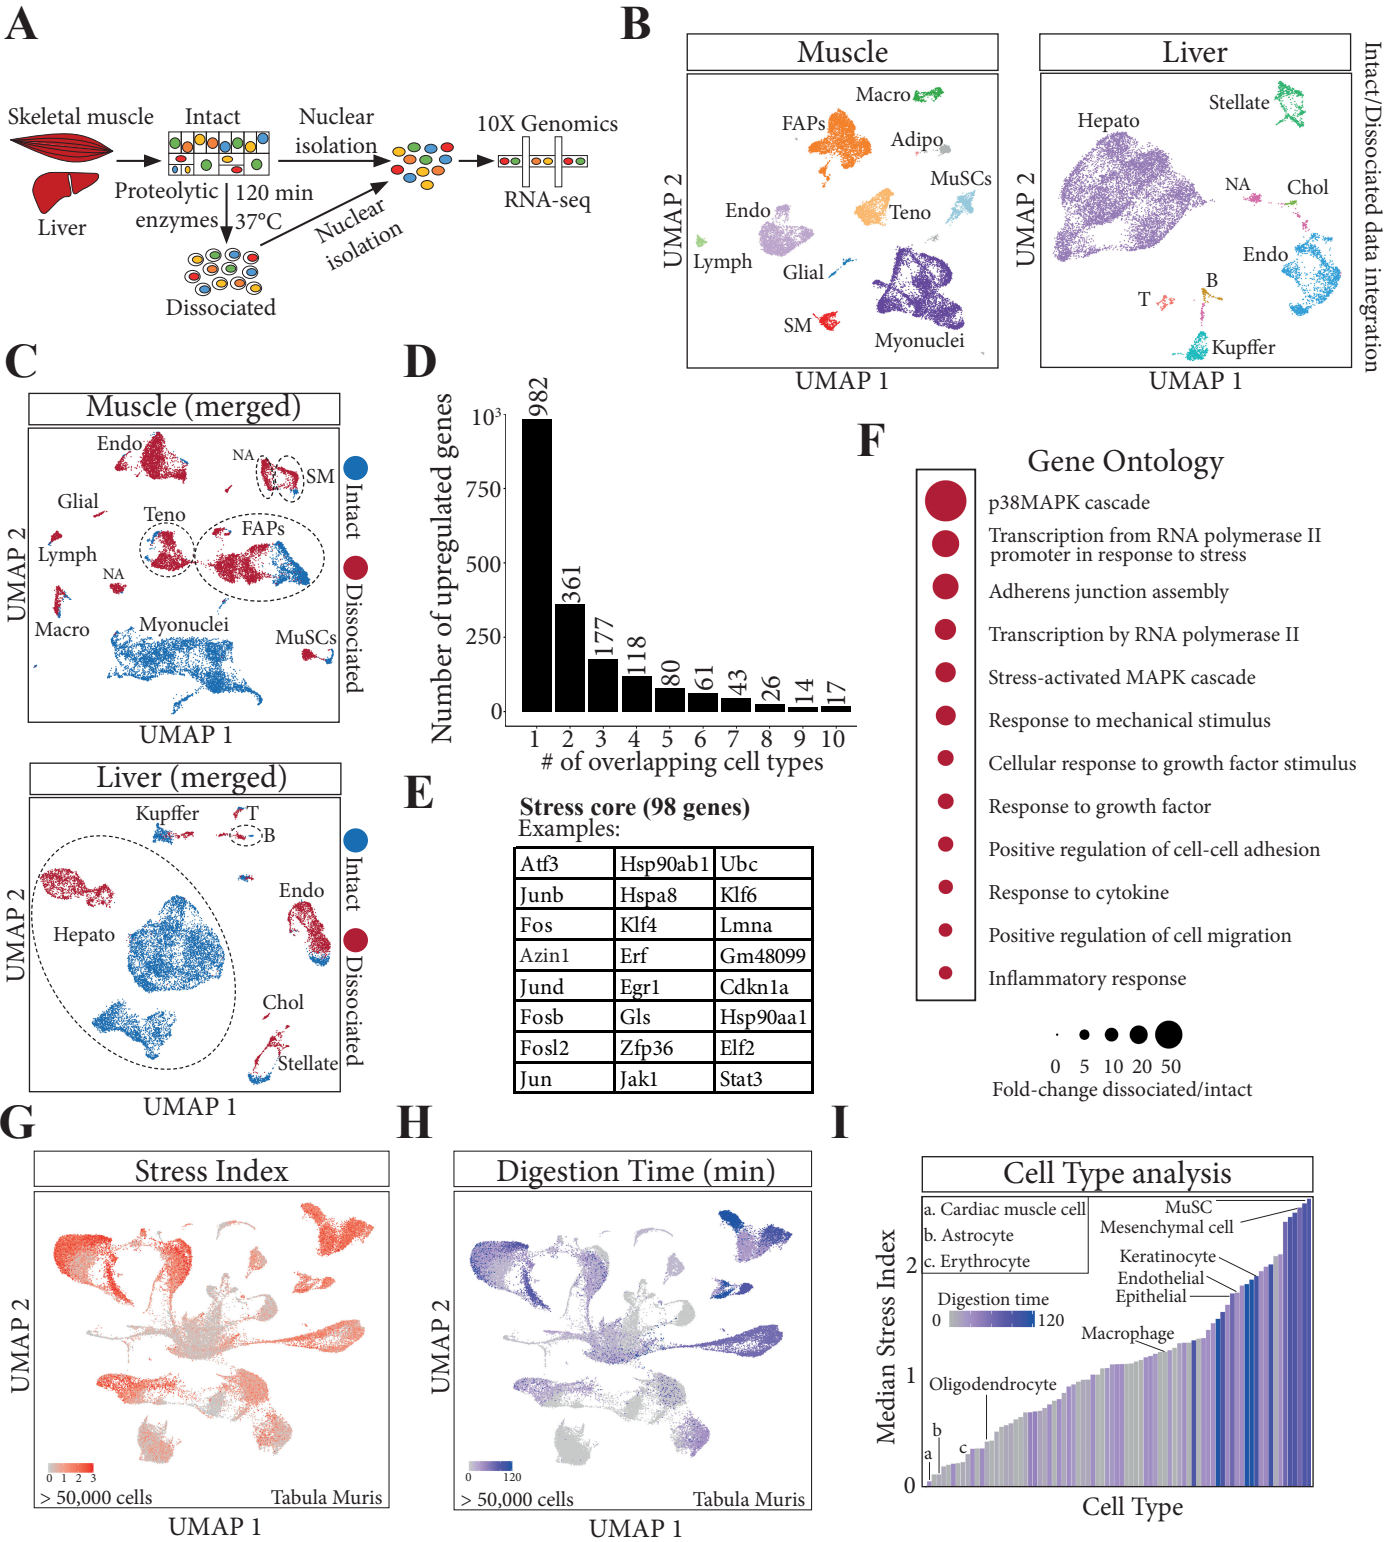 A
Skeletal muscle
Intact
Nuclear
isolation
10X Genomics
Proteolytic
enzymes
120 min
37°C
Liver
Nuclear
isolation
RNA-seq
Dissociated
B
Muscle
Macro
FAPs
Adipo
MuSCs
Endo
Teno
Lymph
Glial
SM
Myonuclei
UMAP 2
UMAP 1
Liver
Stellate
Hepato
NA
Chol
Endo
T
B
Kupffer
UMAP 2
UMAP 1
Intact/Dissociated data integration
C
Muscle (merged)
Endo
NA
SM
Glial
Teno
FAPs
Lymph
NA
Macro
Myonuclei
MuSCs
UMAP 2
UMAP 1
Intact
Dissociated
Liver (merged)
Kupffer
T
B
Endo
Hepato
Chol
Stellate
UMAP 2
UMAP 1
Intact
Dissociated
D
Number of upregulated genes
10³
750
500
250
0
982
361
177
118
80
61
43
26
14
17
1 2 3 4 5 6 7 8 9 10
# of overlapping cell types
E
Stress core (98 genes)
Examples:
Atf3 Hsp90ab1 Ubc
Junb Hspa8 Klf6
Fos Klf4 Lmna
Azin1 Erf Gm48099
Jund Egr1 Cdkn1a
Fosb Gls Hsp90aa1
Fosl2 Zfp36 Elf2
Jun Jak1 Stat3
F
Gene Ontology
p38MAPK cascade
Transcription from RNA polymerase II
promoter in response to stress
Adherens junction assembly
Transcription by RNA polymerase II
Stress-activated MAPK cascade
Response to mechanical stimulus
Cellular response to growth factor stimulus
Response to growth factor
Positive regulation of cell-cell adhesion
Response to cytokine
Positive regulation of cell migration
Inflammatory response
0 5 10 20 50
Fold-change dissociated/intact
G
Stress Index
UMAP 2
0 1 2 3
> 50,000 cells
Tabula Muris
UMAP 1
H
Digestion Time (min)
UMAP 2
0 120
> 50,000 cells
Tabula Muris
UMAP 1
I
Cell Type analysis
a. Cardiac muscle cell
b. Astrocyte
c. Erythrocyte
MuSC
Mesenchymal cell
Keratinocyte
Endothelial
Epithelial
Digestion time
0 120
Macrophage
Oligodendrocyte
a
b
c
Median Stress Index
2
1
0
Cell Type